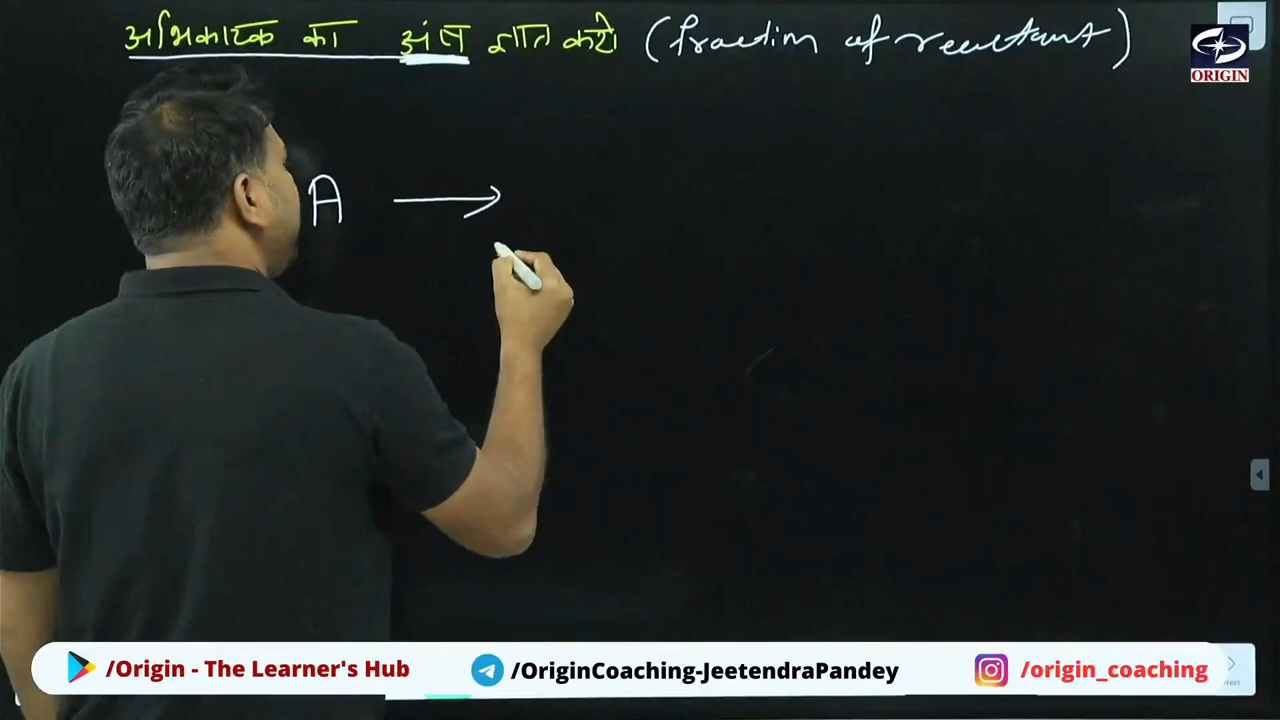 अभिकारक का अंश ज्ञात करो (fraction of reactant)
ORIGIN
A →
/Origin - The Learner's Hub
/OriginCoaching-JeetendraPandey
/origin_coaching